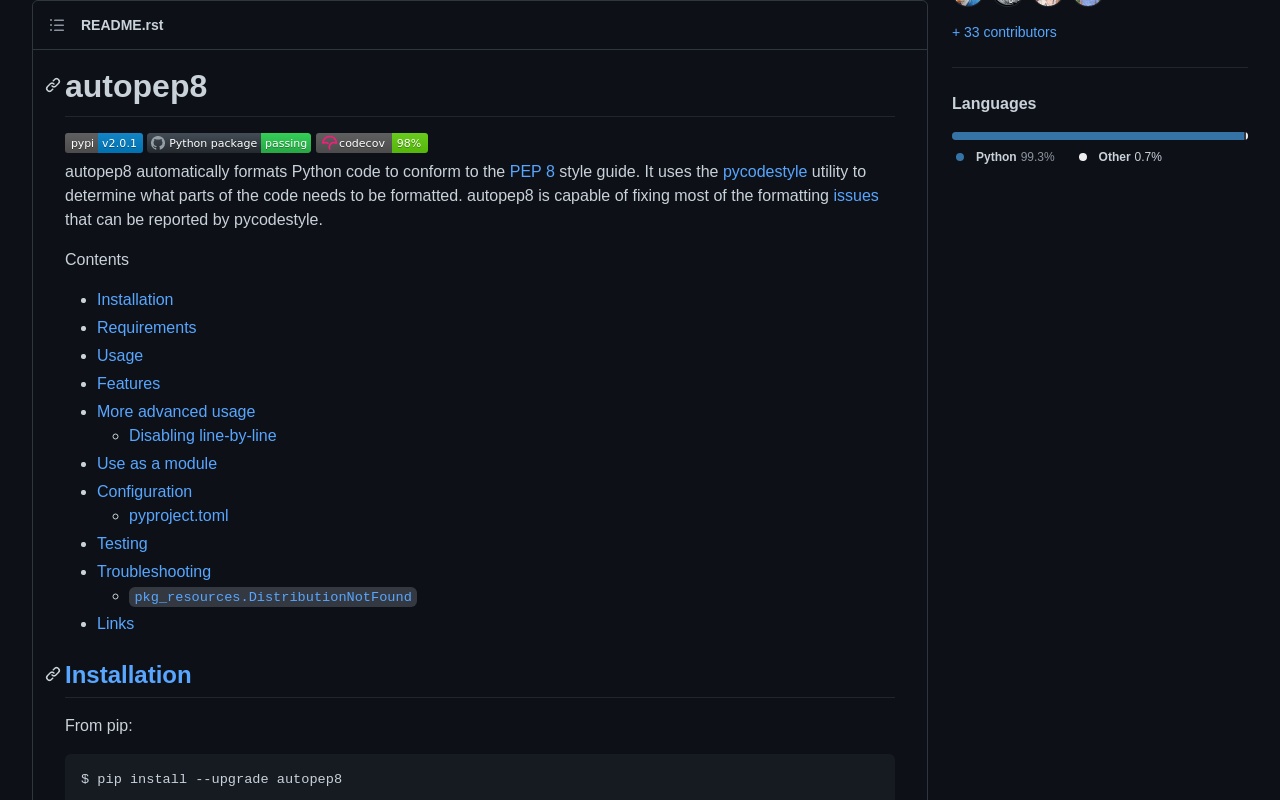 README.rst
autopep8
pypi v2.0.1 Python package passing codecov 98%
autopep8 automatically formats Python code to conform to the PEP 8 style guide. It uses the pycodestyle utility to
determine what parts of the code needs to be formatted. autopep8 is capable of fixing most of the formatting issues
that can be reported by pycodestyle.
Contents
Installation
Requirements
Usage
Features
More advanced usage
Disabling line-by-line
Use as a module
Configuration
pyproject.toml
Testing
Troubleshooting
pkg_resources.DistributionNotFound
Links
Installation
From pip:
$ pip install --upgrade autopep8
+ 33 contributors
Languages
Python 99.3% Other 0.7%